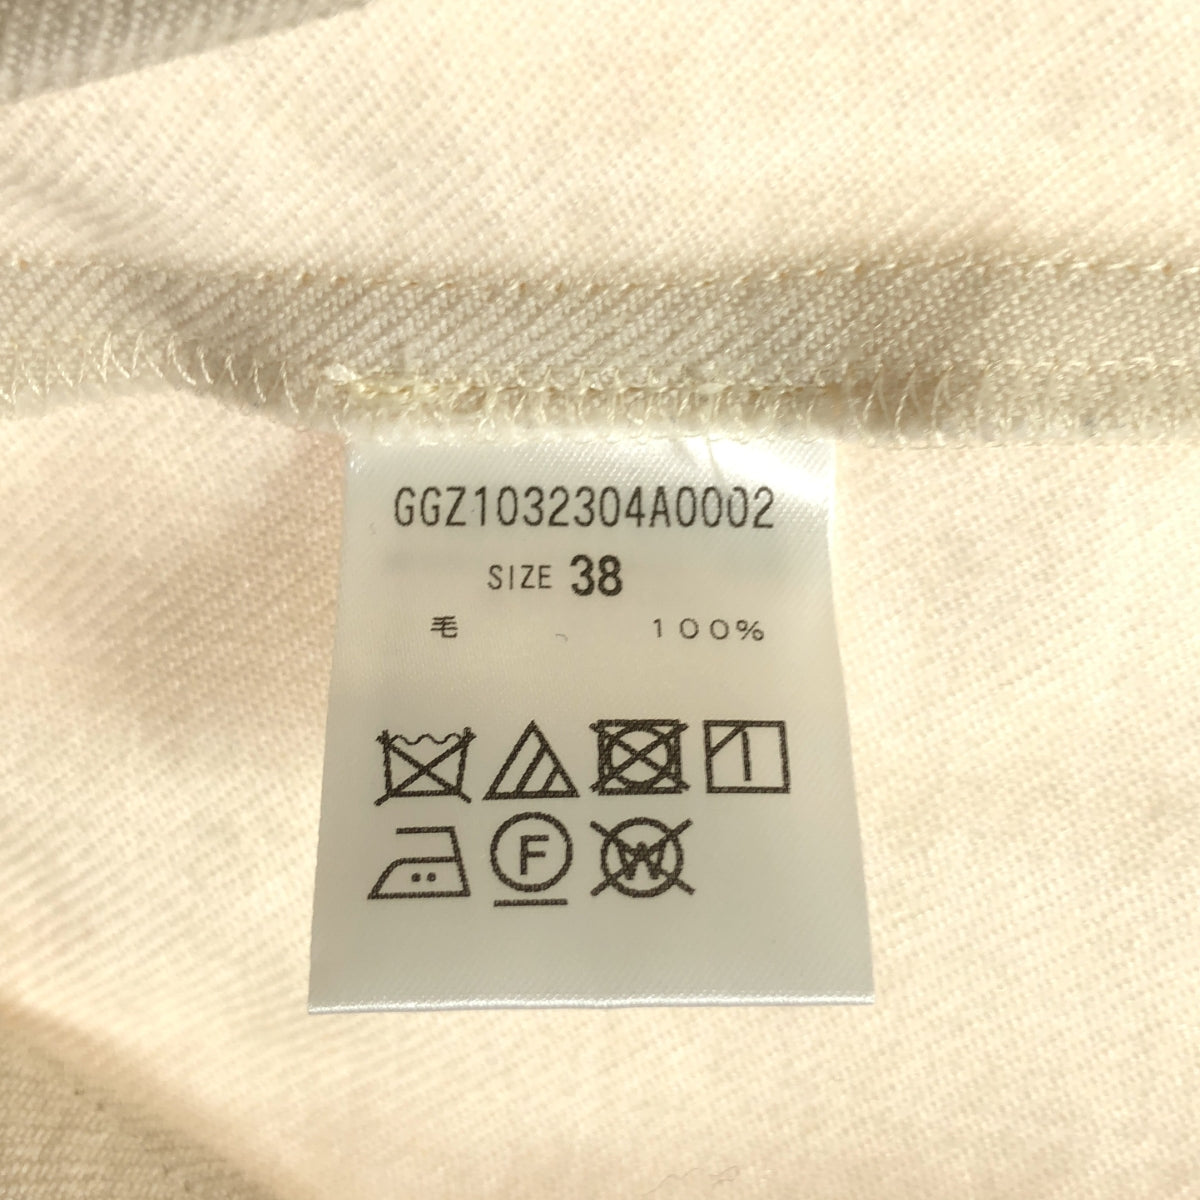 GGZ1032304A0002
SIZE 38
毛 100%
F W